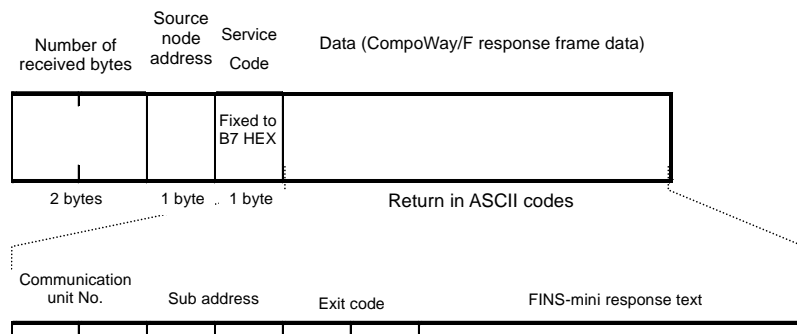 Number of
received bytes
Source
node
address
Service
Code
Data (CompoWay/F response frame data)
Fixed to
B7 HEX
2 bytes
1 byte
1 byte
Return in ASCII codes
Communication
unit No.
Sub address
Exit code
FINS-mini response text